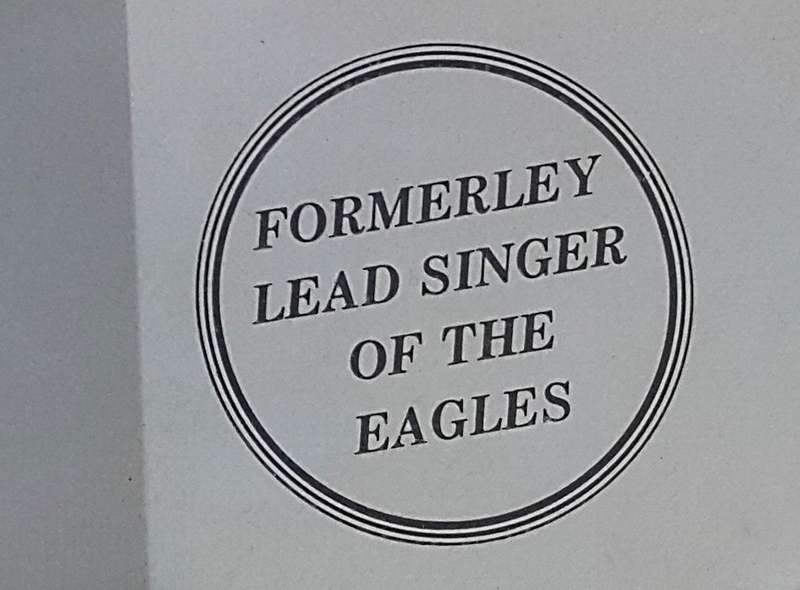 FORMERLEY
LEAD SINGER
OF THE
EAGLES